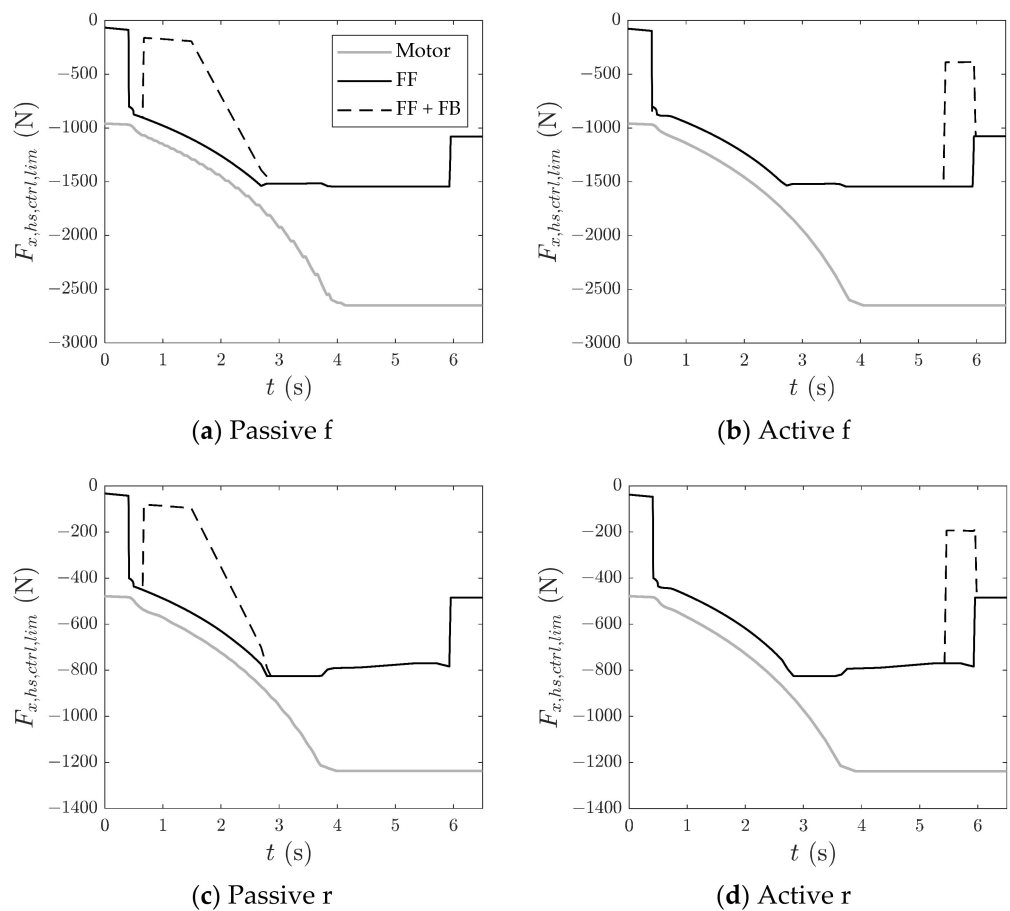 0
−500
−1000
−1500
−2000
−2500
−3000
F_{x,hs,ctrl,lim} (N)
Motor
FF
FF + FB
0 1 2 3 4 5 6
t (s)
(a) Passive f
0
−500
−1000
−1500
−2000
−2500
−3000
F_{x,hs,ctrl,lim} (N)
0 1 2 3 4 5 6
t (s)
(b) Active f
0
−200
−400
−600
−800
−1000
−1200
−1400
F_{x,hs,ctrl,lim} (N)
0 1 2 3 4 5 6
t (s)
(c) Passive r
0
−200
−400
−600
−800
−1000
−1200
−1400
F_{x,hs,ctrl,lim} (N)
0 1 2 3 4 5 6
t (s)
(d) Active r